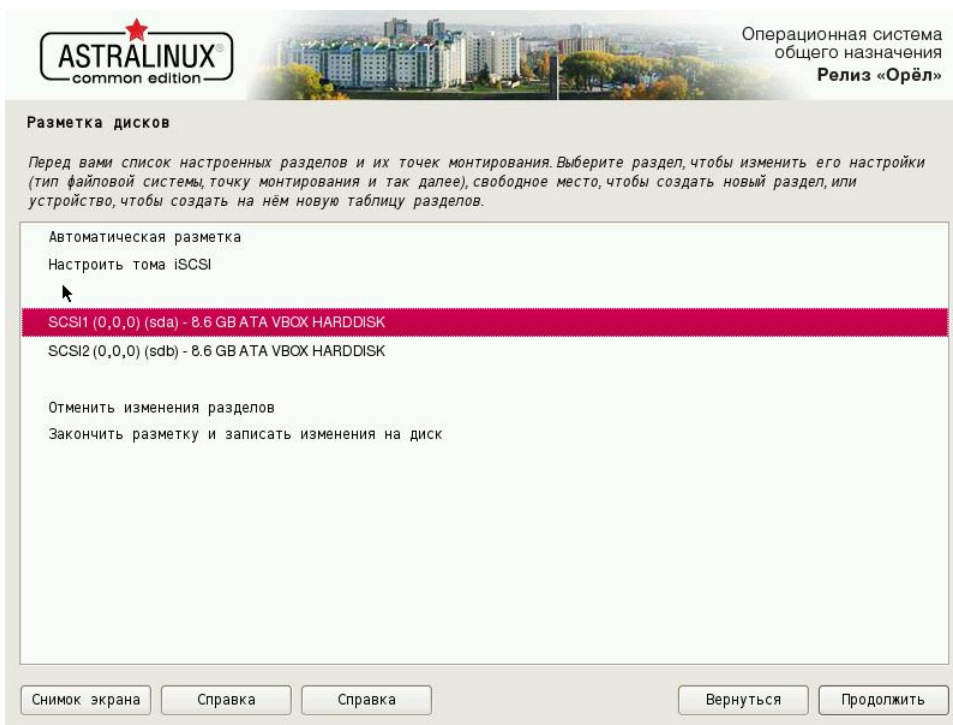 ASTRALINUX®
common edition
Операционная система
общего назначения
Релиз «Орёл»
Разметка дисков
Перед вами список настроенных разделов и их точек монтирования. Выберите раздел, чтобы изменить его настройки
(тип файловой системы, точку монтирования и так далее), свободное место, чтобы создать новый раздел, или
устройство, чтобы создать на нём новую таблицу разделов.
Автоматическая разметка
Настроить тома iSCSI
SCSI1 (0,0,0) (sda) - 8.6 GB ATA VBOX HARDDISK
SCSI2 (0,0,0) (sdb) - 8.6 GB ATA VBOX HARDDISK
Отменить изменения разделов
Закончить разметку и записать изменения на диск
Снимок экрана
Справка
Справка
Вернуться
Продолжить